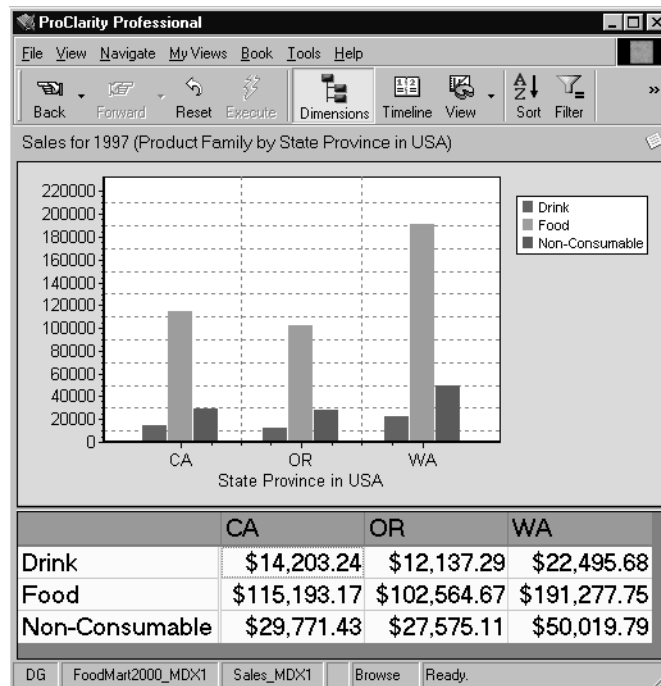 ProClarity Professional
File View Navigate My Views Book Tools Help
Back Forward Reset Execute Dimensions Timeline View Sort Filter »
Sales for 1997 (Product Family by State Province in USA)
220000
200000
180000
160000
140000
120000
100000
80000
60000
40000
20000
0
CA OR WA
State Province in USA
Drink
Food
Non-Consumable
CA OR WA
Drink $14,203.24 $12,137.29 $22,495.68
Food $115,193.17 $102,564.67 $191,277.75
Non-Consumable $29,771.43 $27,575.11 $50,019.79
DG FoodMart2000_MDX1 Sales_MDX1 Browse Ready.